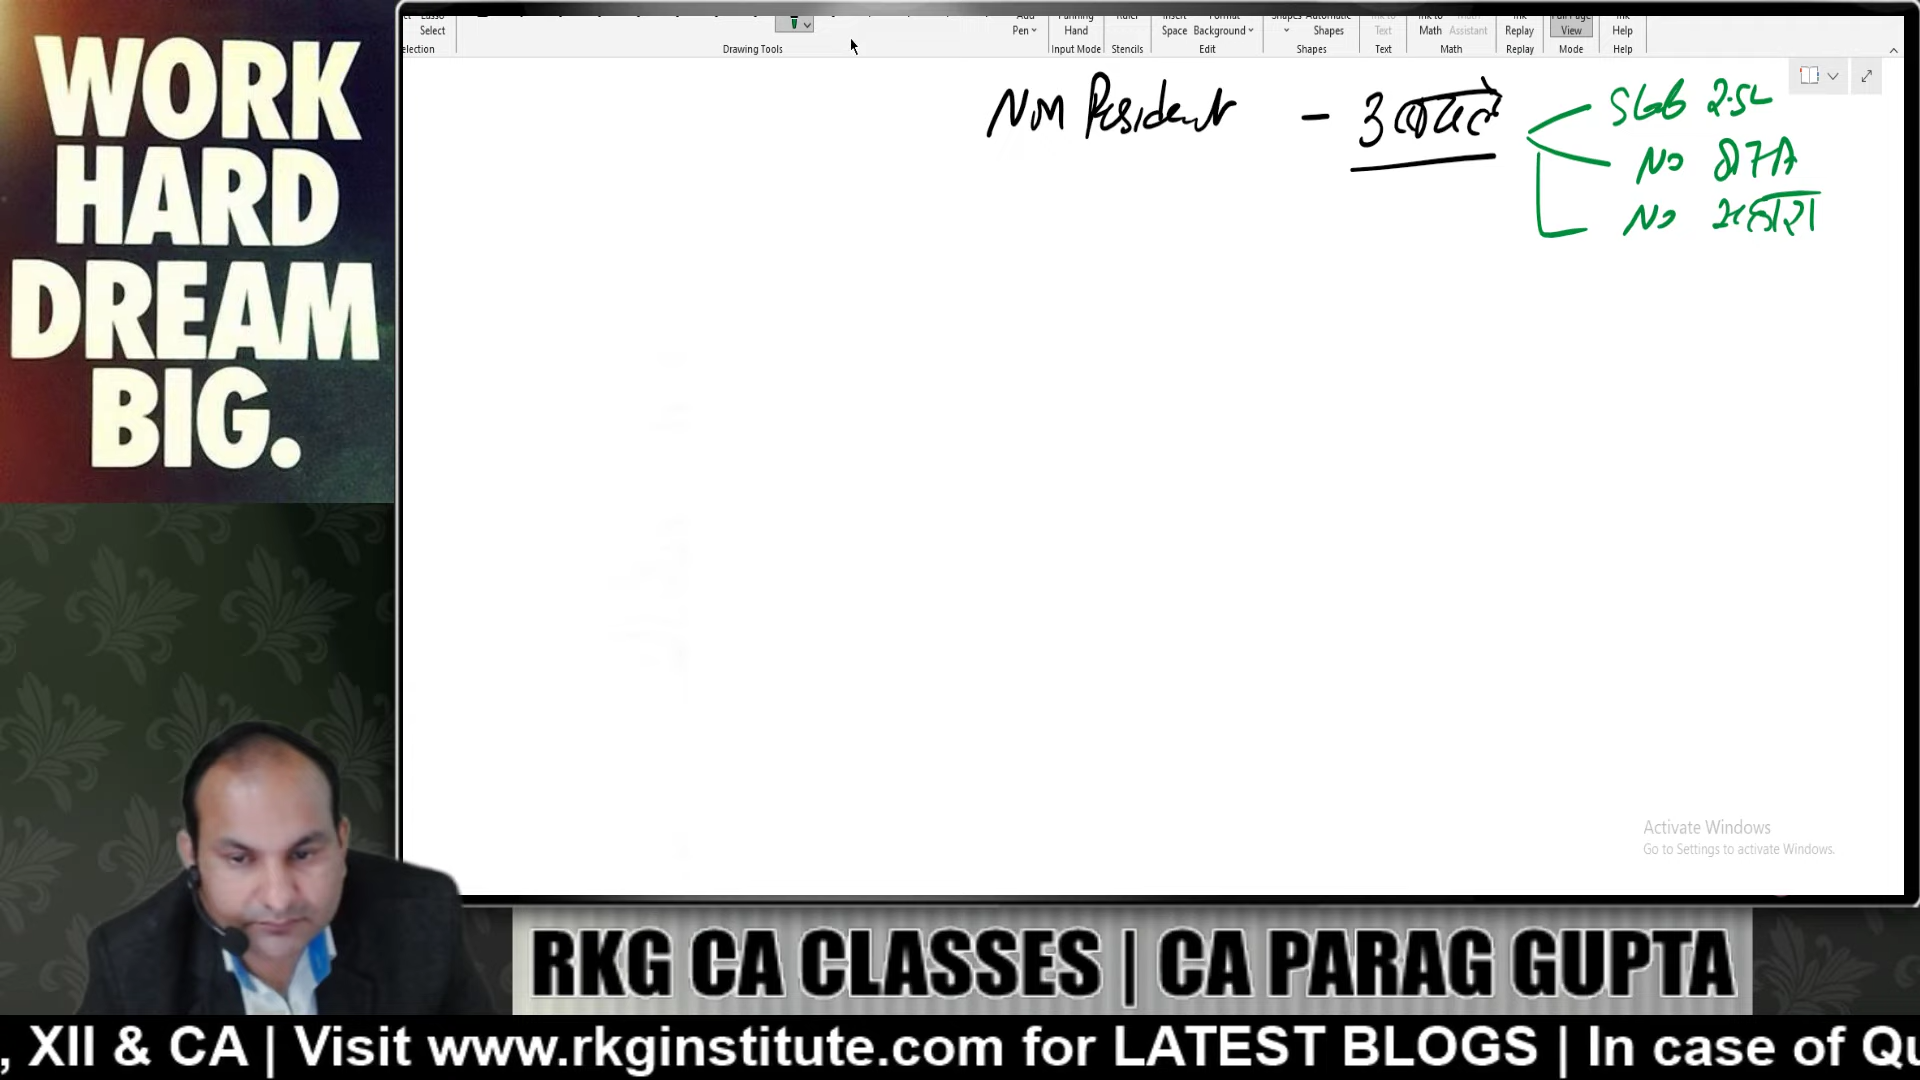 WORK
HARD
DREAM
BIG.
Select
Drawing Tools
Pen
Hand
Input Mode
Stencils
Space
Background
Edit
Shapes
Shapes
Text
Text
Math
Assistant
Math
Replay
Replay
View
Mode
Help
Help
Non Resident - 3 आफत
Slab 2.5L
No 87A
No सहारा
Activate Windows
Go to Settings to activate Windows.
RKG CA CLASSES | CA PARAG GUPTA
, XII & CA | Visit www.rkginstitute.com for LATEST BLOGS | In case of Qu